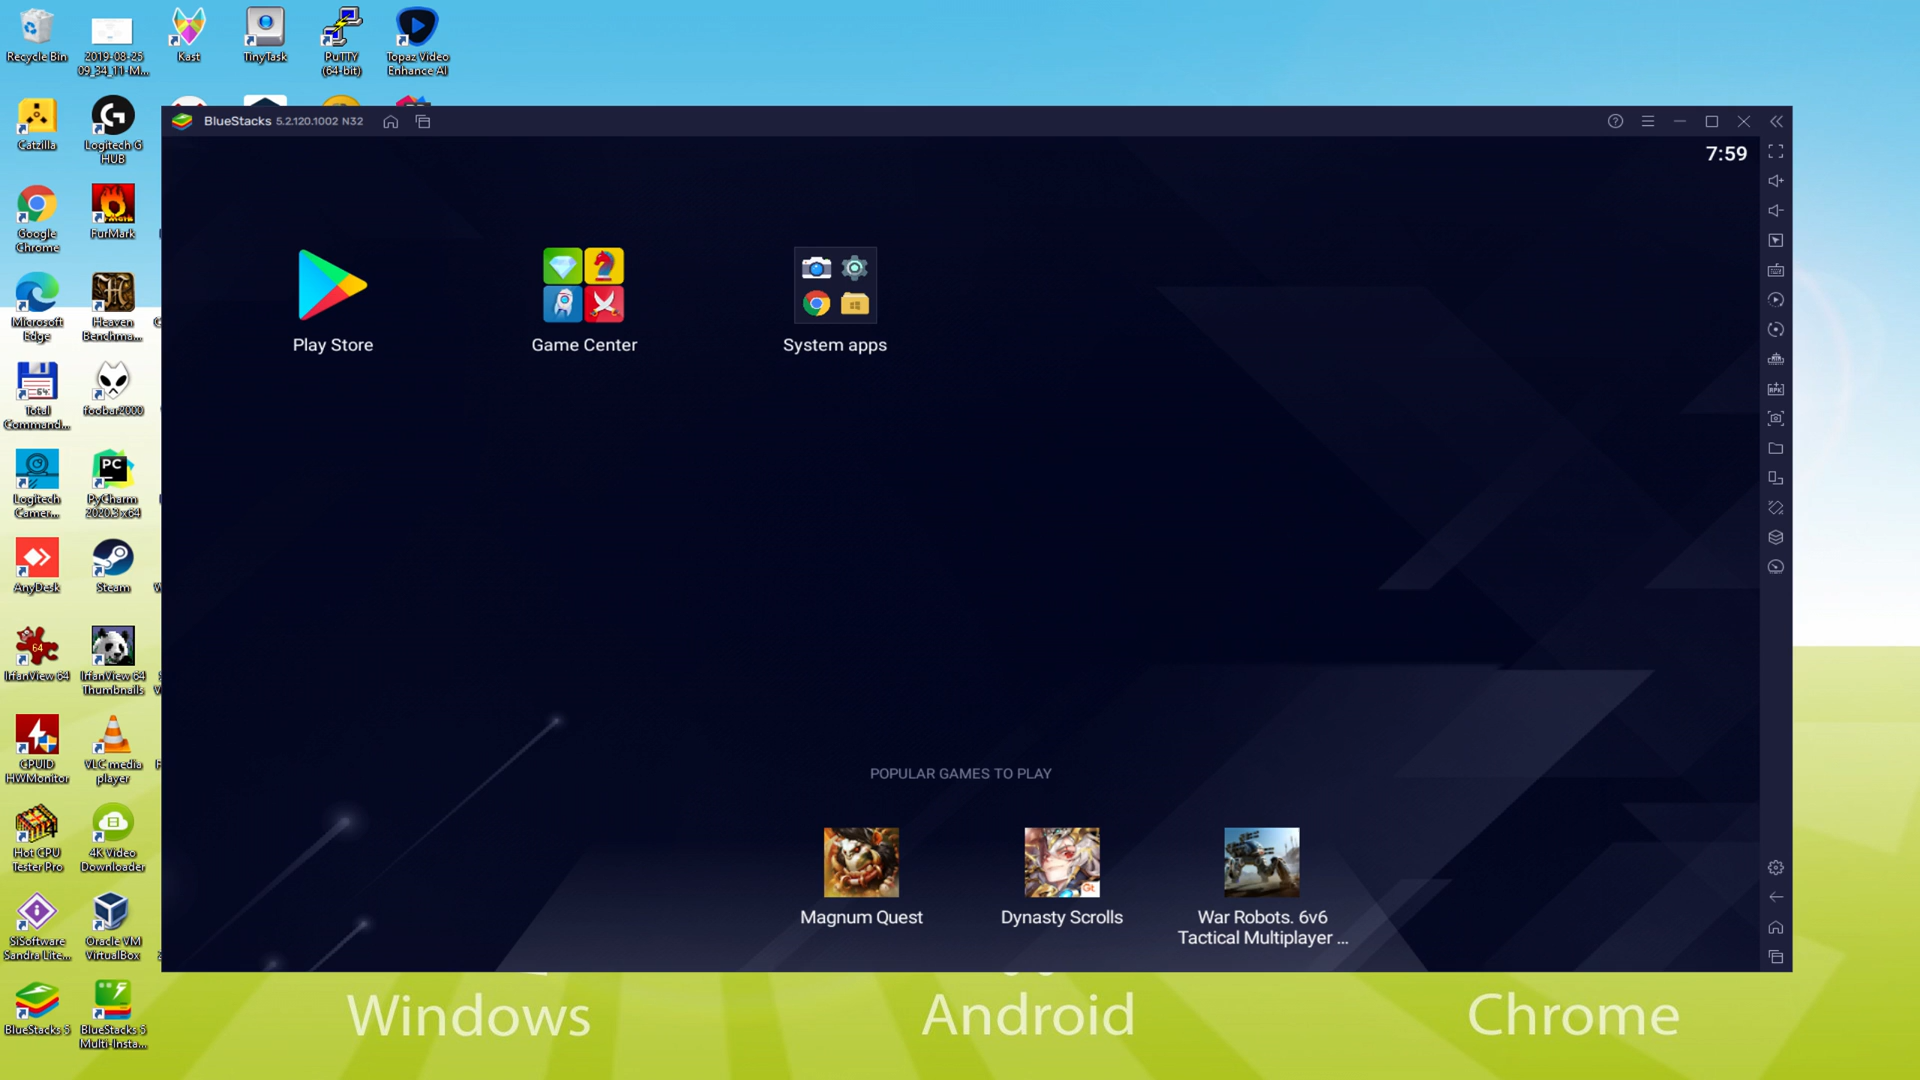 Recycle Bin
2019-08-25
09_34_11-M...
Kast
TinyTask
PuTTY
(64-bit)
Topaz Video
Enhance AI
Catzilla
Logitech G
HUB
Google
Chrome
FurMark
Microsoft
Edge
Heaven
Benchma...
Total
Command...
foobar2000
Logitech
Camer...
PyCharm
2020.3 x64
AnyDesk
Steam
IrfanView 64
IrfanView 64
Thumbnails
CPUID
HWMonitor
VLC media
player
Hot CPU
Tester Pro
4K Video
Downloader
SiSoftware
Sandra Lite...
Oracle VM
VirtualBox
BlueStacks 5
BlueStacks 5
Multi-Insta...
BlueStacks 5.2.120.1002 N32
7:59
Play Store
Game Center
System apps
POPULAR GAMES TO PLAY
Magnum Quest
Dynasty Scrolls
War Robots. 6v6
Tactical Multiplayer ...
Windows
Android
Chrome